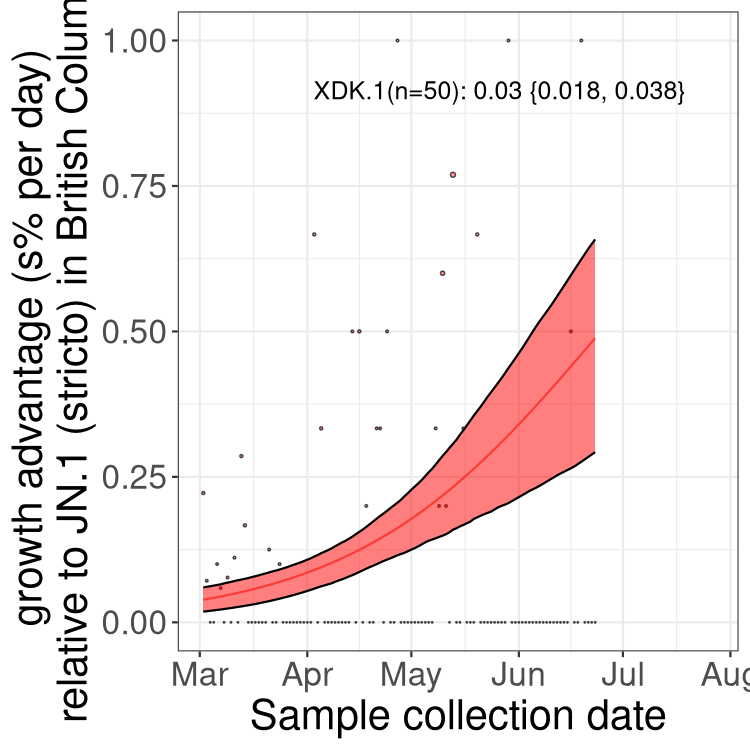 growth advantage (s% per day)
relative to JN.1 (stricto) in British Colum
1.00
0.75
0.50
0.25
0.00
XDK.1(n=50): 0.03 {0.018, 0.038}
Mar Apr May Jun Jul Aug
Sample collection date